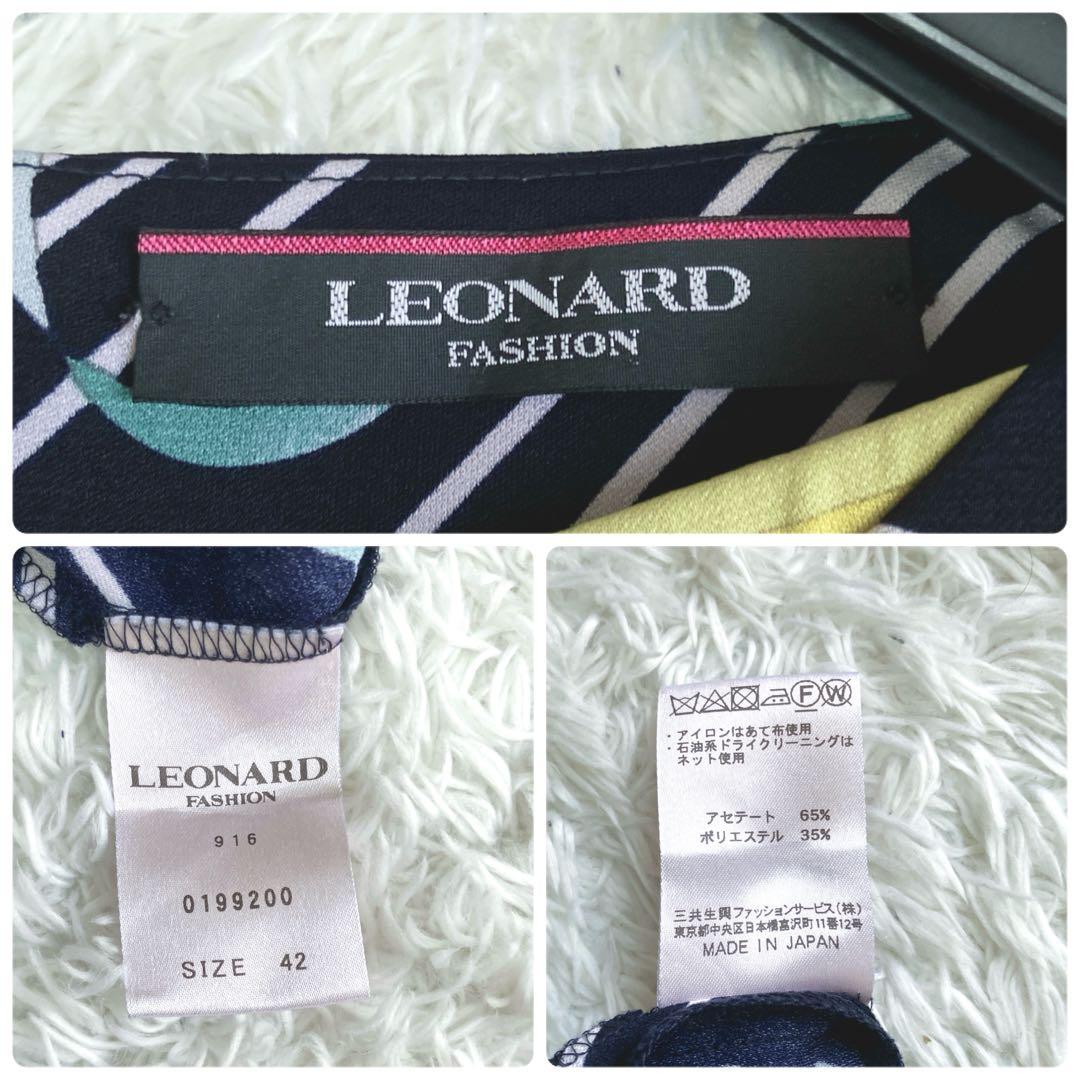 LEONARD
FASHION
LEONARD
FASHION
916
0199200
SIZE 42
・アイロンはあて布使用
・石油系ドライクリーニングは
ネット使用
アセテート 65%
ポリエステル 35%
三共生興ファッションサービス(株)
東京都中央区日本橋富沢町11番12号
MADE IN JAPAN